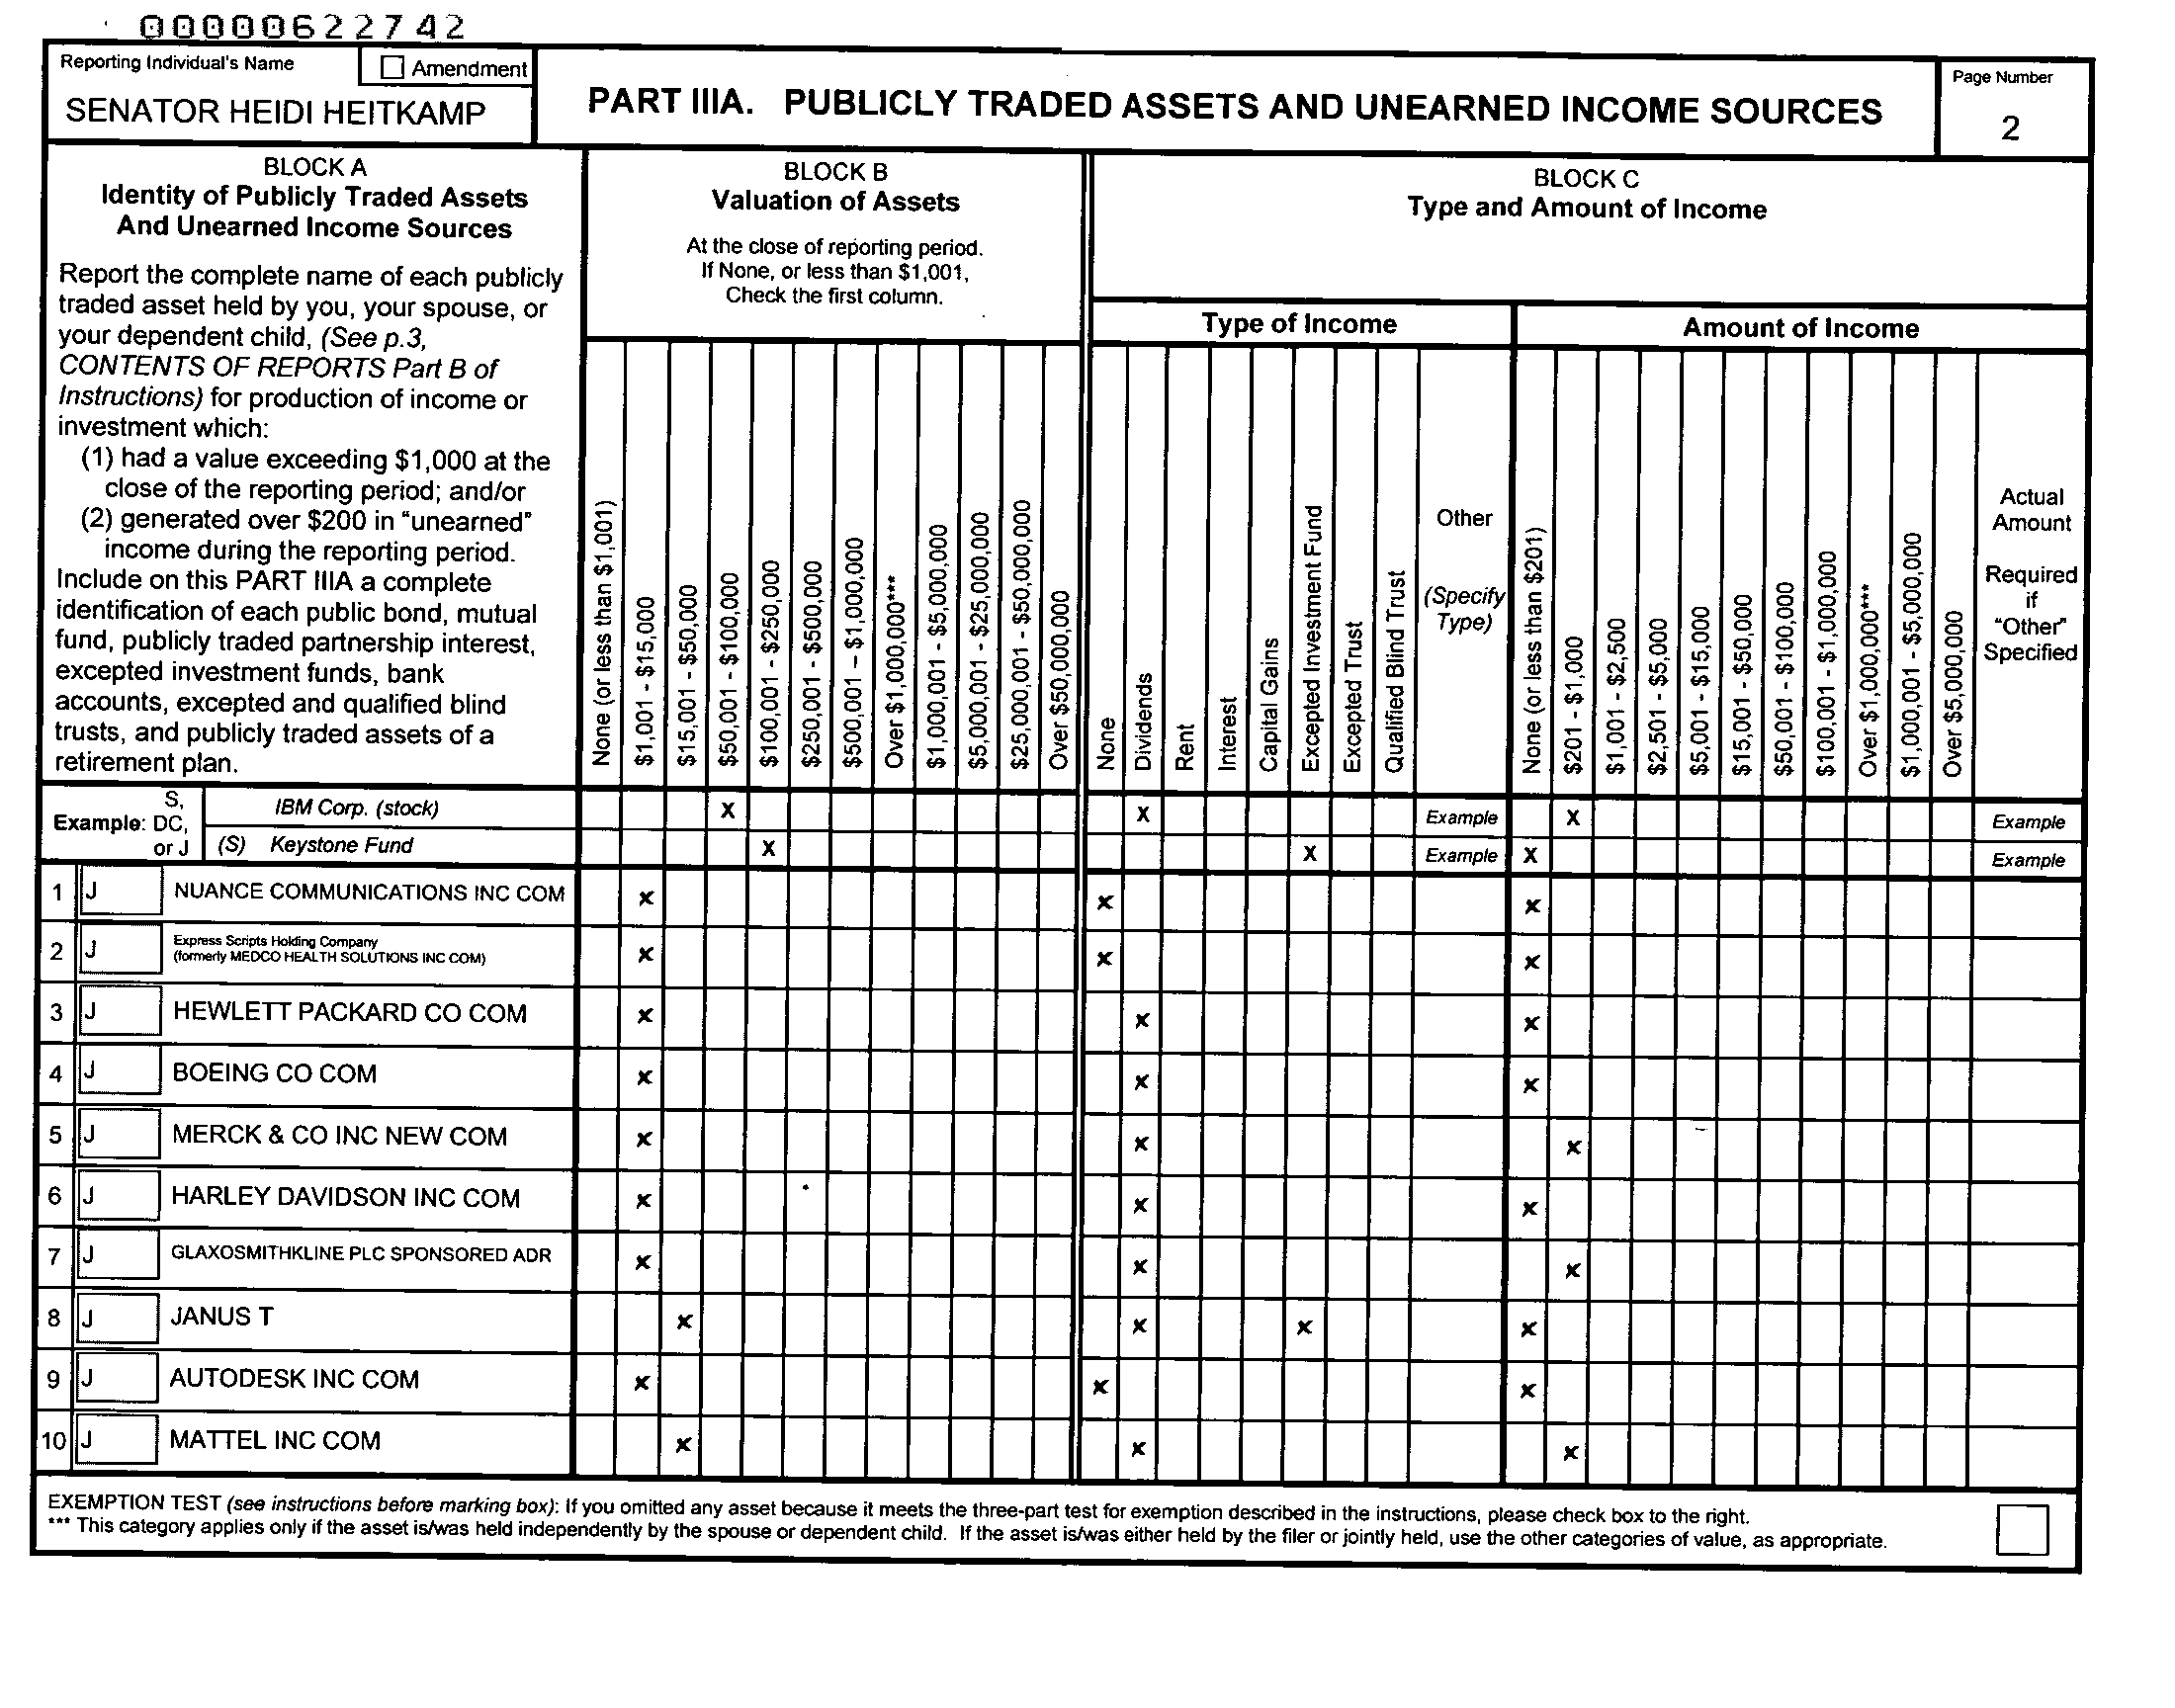 00000622742
Reporting Individual's Name
Amendment
SENATOR HEIDI HEITKAMP
PART IIIA. PUBLICLY TRADED ASSETS AND UNEARNED INCOME SOURCES
Page Number
2
BLOCK A
Identity of Publicly Traded Assets
And Unearned Income Sources
Report the complete name of each publicly
traded asset held by you, your spouse, or
your dependent child, (See p.3,
CONTENTS OF REPORTS Part B of
Instructions) for production of income or
investment which:
(1) had a value exceeding $1,000 at the
close of the reporting period; and/or
(2) generated over $200 in "unearned"
income during the reporting period.
Include on this PART IIIA a complete
identification of each public bond, mutual
fund, publicly traded partnership interest,
excepted investment funds, bank
accounts, excepted and qualified blind
trusts, and publicly traded assets of a
retirement plan.
BLOCK B
Valuation of Assets
At the close of reporting period.
If None, or less than $1,001,
Check the first column.
None (or less than $1,001)
$1,001 - $15,000
$15,001 - $50,000
$50,001 - $100,000
$100,001 - $250,000
$250,001 - $500,000
$500,001 – $1,000,000
Over $1,000,000***
$1,000,001 - $5,000,000
$5,000,001 - $25,000,000
$25,000,001 - $50,000,000
Over $50,000,000
BLOCK C
Type and Amount of Income
Type of Income
None
Dividends
Rent
Interest
Capital Gains
Excepted Investment Fund
Excepted Trust
Qualified Blind Trust
Other
(Specify
Type)
Amount of Income
None (or less than $201)
$201 - $1,000
$1,001 - $2,500
$2,501 - $5,000
$5,001 - $15,000
$15,001 - $50,000
$50,001 - $100,000
$100,001 - $1,000,000
Over $1,000,000***
$1,000,001 - $5,000,000
Over $5,000,000
Actual
Amount
Required
if
"Other"
Specified
Example: S, DC, or J
IBM Corp. (stock) X X Example X Example
(S) Keystone Fund X X Example X Example
1 J NUANCE COMMUNICATIONS INC COM x x x
2 J Express Scripts Holding Company
(formerly MEDCO HEALTH SOLUTIONS INC COM) x x x
3 J HEWLETT PACKARD CO COM x x x
4 J BOEING CO COM x x x
5 J MERCK & CO INC NEW COM x x x
6 J HARLEY DAVIDSON INC COM x x x
7 J GLAXOSMITHKLINE PLC SPONSORED ADR x x x
8 J JANUS T x x x x
9 J AUTODESK INC COM x x x
10 J MATTEL INC COM x x x
EXEMPTION TEST (see instructions before marking box): If you omitted any asset because it meets the three-part test for exemption described in the instructions, please check box to the right.
*** This category applies only if the asset is/was held independently by the spouse or dependent child. If the asset is/was either held by the filer or jointly held, use the other categories of value, as appropriate.